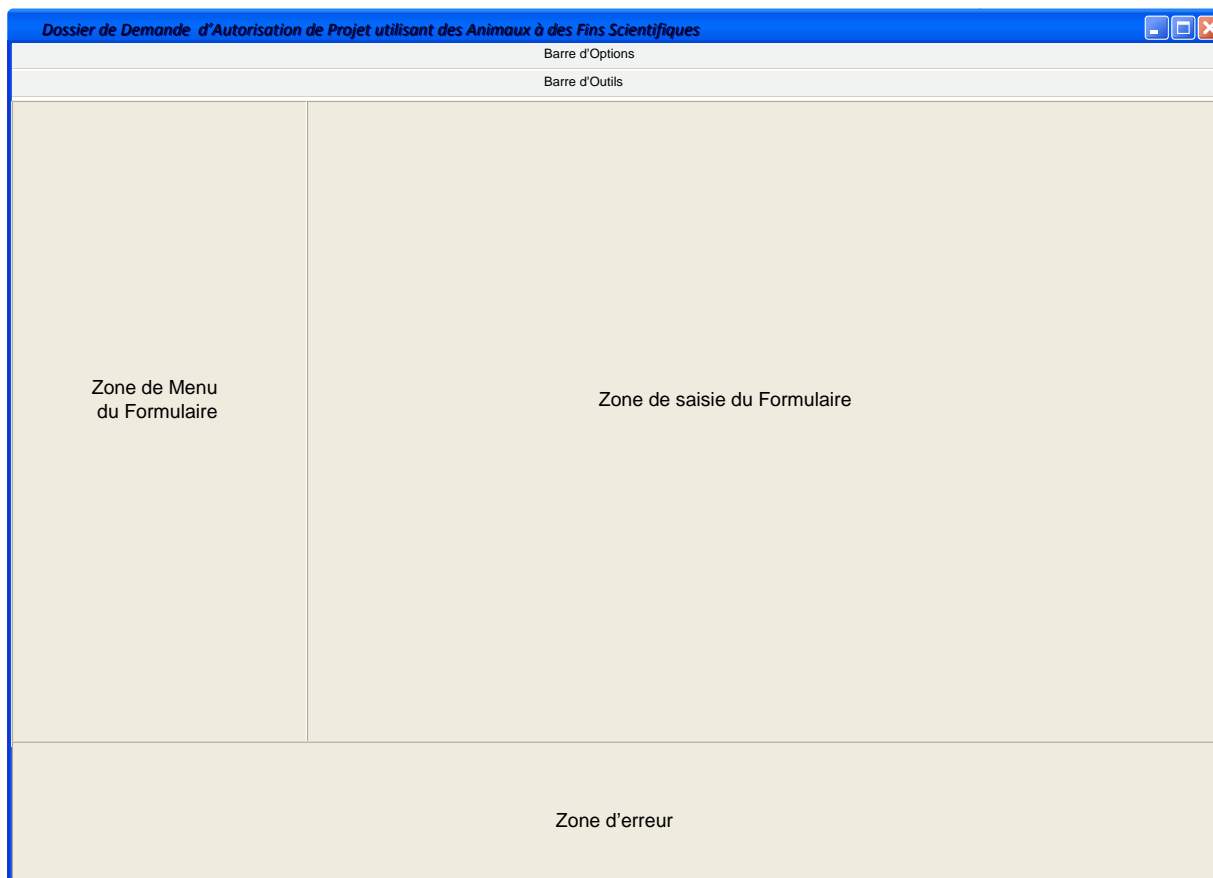 Dossier de Demande d’Autorisation de Projet utilisant des Animaux à des Fins Scientifiques
Barre d’Options
Barre d’Outils
Zone de Menu
du Formulaire
Zone de saisie du Formulaire
Zone d’erreur